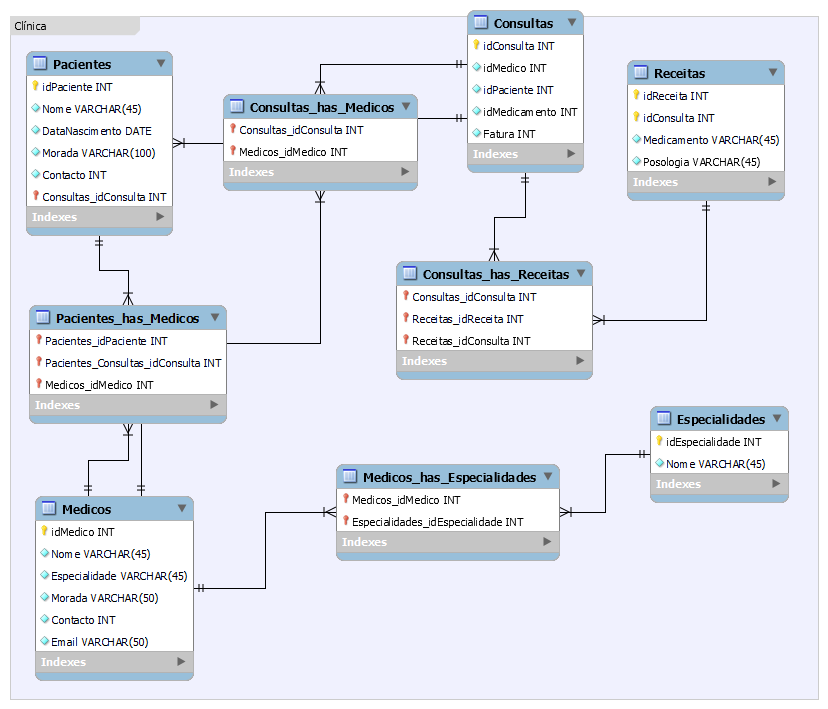 Clínica
Pacientes
idPaciente INT
Nome VARCHAR(45)
DataNascimento DATE
Morada VARCHAR(100)
Contacto INT
Consultas_idConsulta INT
Indexes
Consultas_has_Medicos
Consultas_idConsulta INT
Medicos_idMedico INT
Indexes
Consultas
idConsulta INT
idMedico INT
idPaciente INT
idMedicamento INT
Fatura INT
Indexes
Receitas
idReceita INT
idConsulta INT
Medicamento VARCHAR(45)
Posologia VARCHAR(45)
Indexes
Consultas_has_Receitas
Consultas_idConsulta INT
Receitas_idReceita INT
Receitas_idConsulta INT
Indexes
Pacientes_has_Medicos
Pacientes_idPaciente INT
Pacientes_Consultas_idConsulta INT
Medicos_idMedico INT
Indexes
Medicos
idMedico INT
Nome VARCHAR(45)
Especialidade VARCHAR(45)
Morada VARCHAR(50)
Contacto INT
Email VARCHAR(50)
Indexes
Medicos_has_Especialidades
Medicos_idMedico INT
Especialidades_idEspecialidade INT
Indexes
Especialidades
idEspecialidade INT
Nome VARCHAR(45)
Indexes